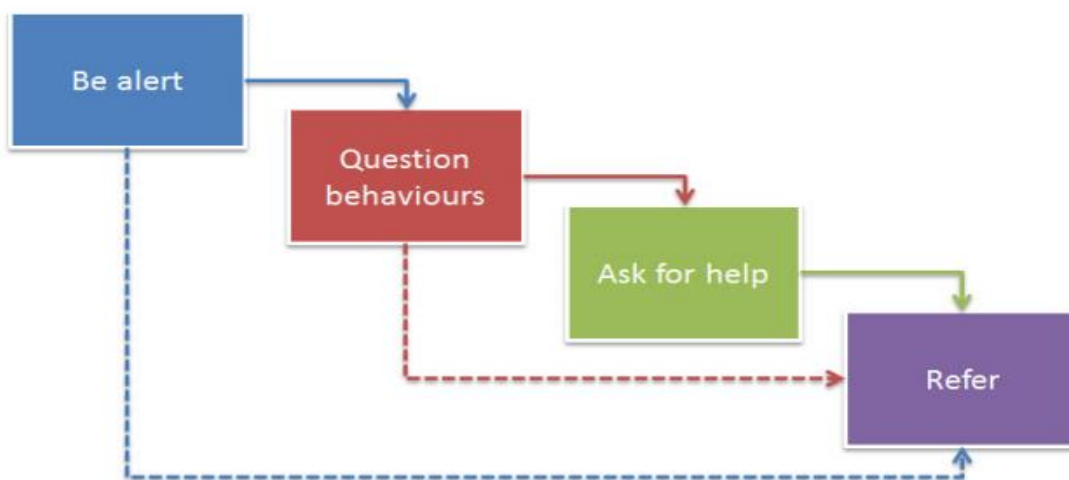 Be alert
Question
behaviours
Ask for help
Refer